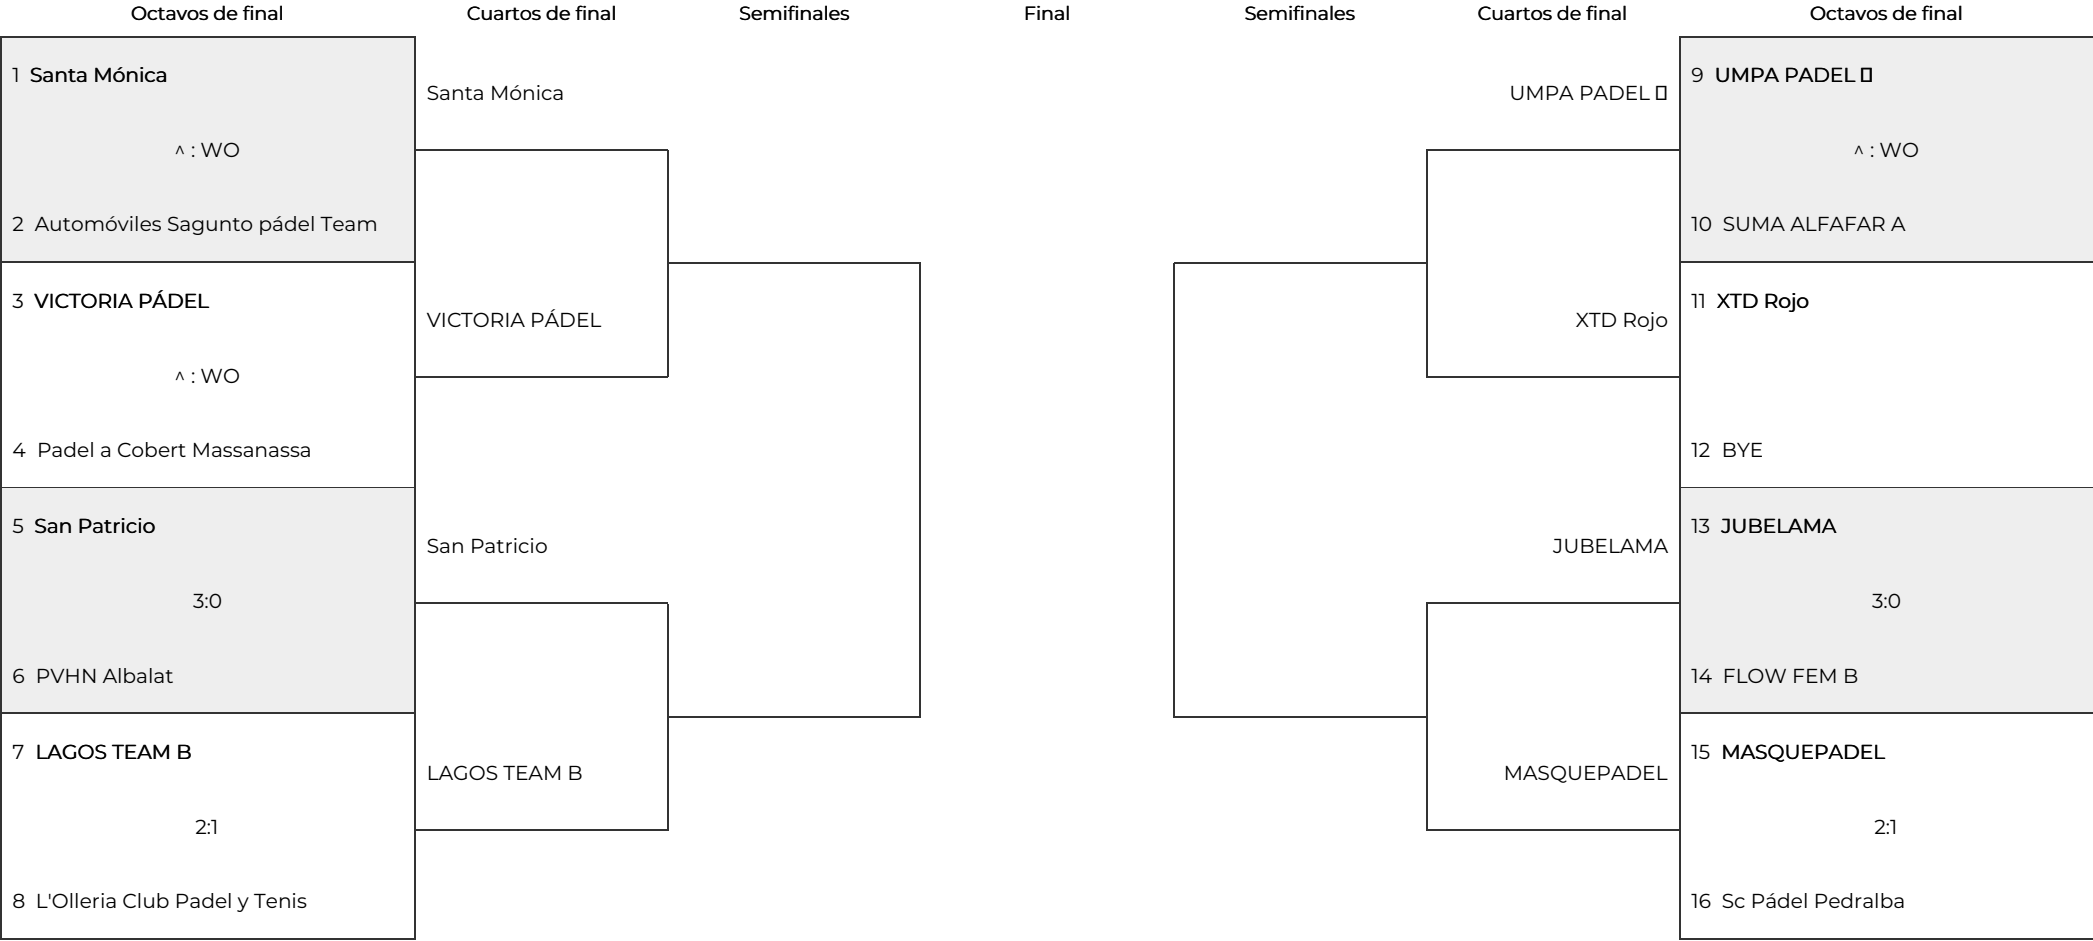 Octavos de final
Cuartos de final
Semifinales
Final
Semifinales
Cuartos de final
Octavos de final
1 Santa Mónica
^ : WO
2 Automóviles Sagunto pádel Team
3 VICTORIA PÁDEL
^ : WO
4 Padel a Cobert Massanassa
5 San Patricio
3:0
6 PVHN Albalat
7 LAGOS TEAM B
2:1
8 L'Olleria Club Padel y Tenis
Santa Mónica
VICTORIA PÁDEL
San Patricio
LAGOS TEAM B
UMPA PADEL 
XTD Rojo
JUBELAMA
MASQUEPADEL
9 UMPA PADEL 
^ : WO
10 SUMA ALFAFAR A
11 XTD Rojo
12 BYE
13 JUBELAMA
3:0
14 FLOW FEM B
15 MASQUEPADEL
2:1
16 Sc Pádel Pedralba